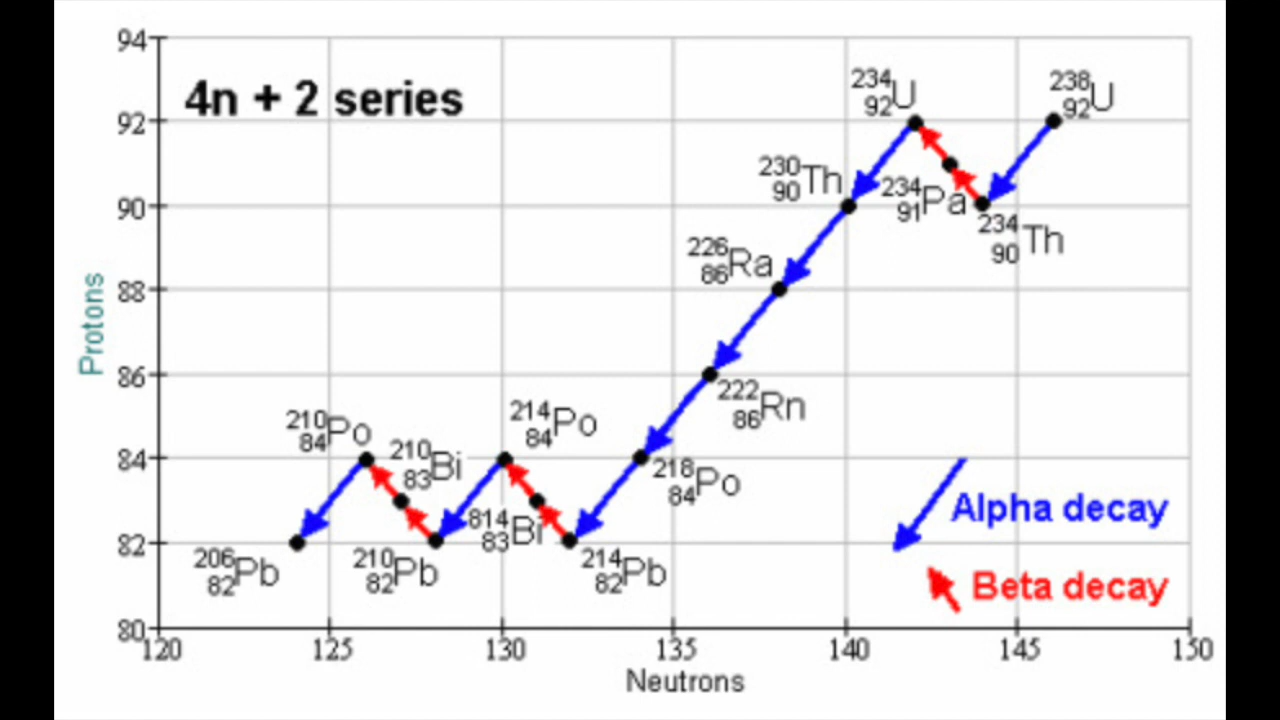 4n + 2 series
Protons
94
92
90
88
86
84
82
80
120
125
130
135
140
145
150
Neutrons
238
92U
234
90Th
234
91Pa
234
92U
230
90Th
226
86Ra
222
86Rn
218
84Po
214
82Pb
814
83Bi
214
84Po
210
82Pb
210
83Bi
210
84Po
206
82Pb
Alpha decay
Beta decay